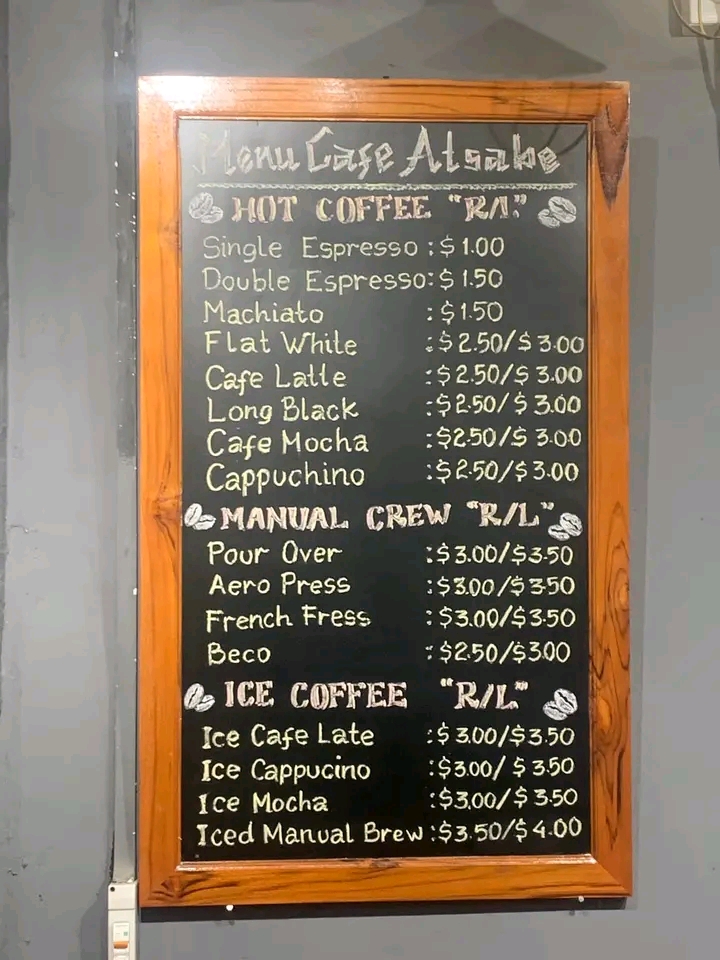 Menu Cafe Atsabe
HOT COFFEE "R/L"
Single Espresso : $ 1.00
Double Espresso: $ 1.50
Machiato : $ 1.50
Flat White : $ 2.50/$ 3.00
Cafe Latte : $ 2.50/$ 3.00
Long Black : $ 2.50/$ 3.00
Cafe Mocha : $2.50/$ 3.00
Cappuchino : $ 2.50/$3.00
MANUAL CREW "R/L"
Pour Over : $3.00/$3.50
Aero Press : $3.00/$3.50
French Fress : $3.00/$3.50
Beco : $2.50/$3.00
ICE COFFEE "R/L"
Ice Cafe Late : $3.00/$3.50
Ice Cappucino : $3.00/ $ 3.50
Ice Mocha : $3.00/ $ 3.50
Iced Manual Brew : $3.50/$ 4.00